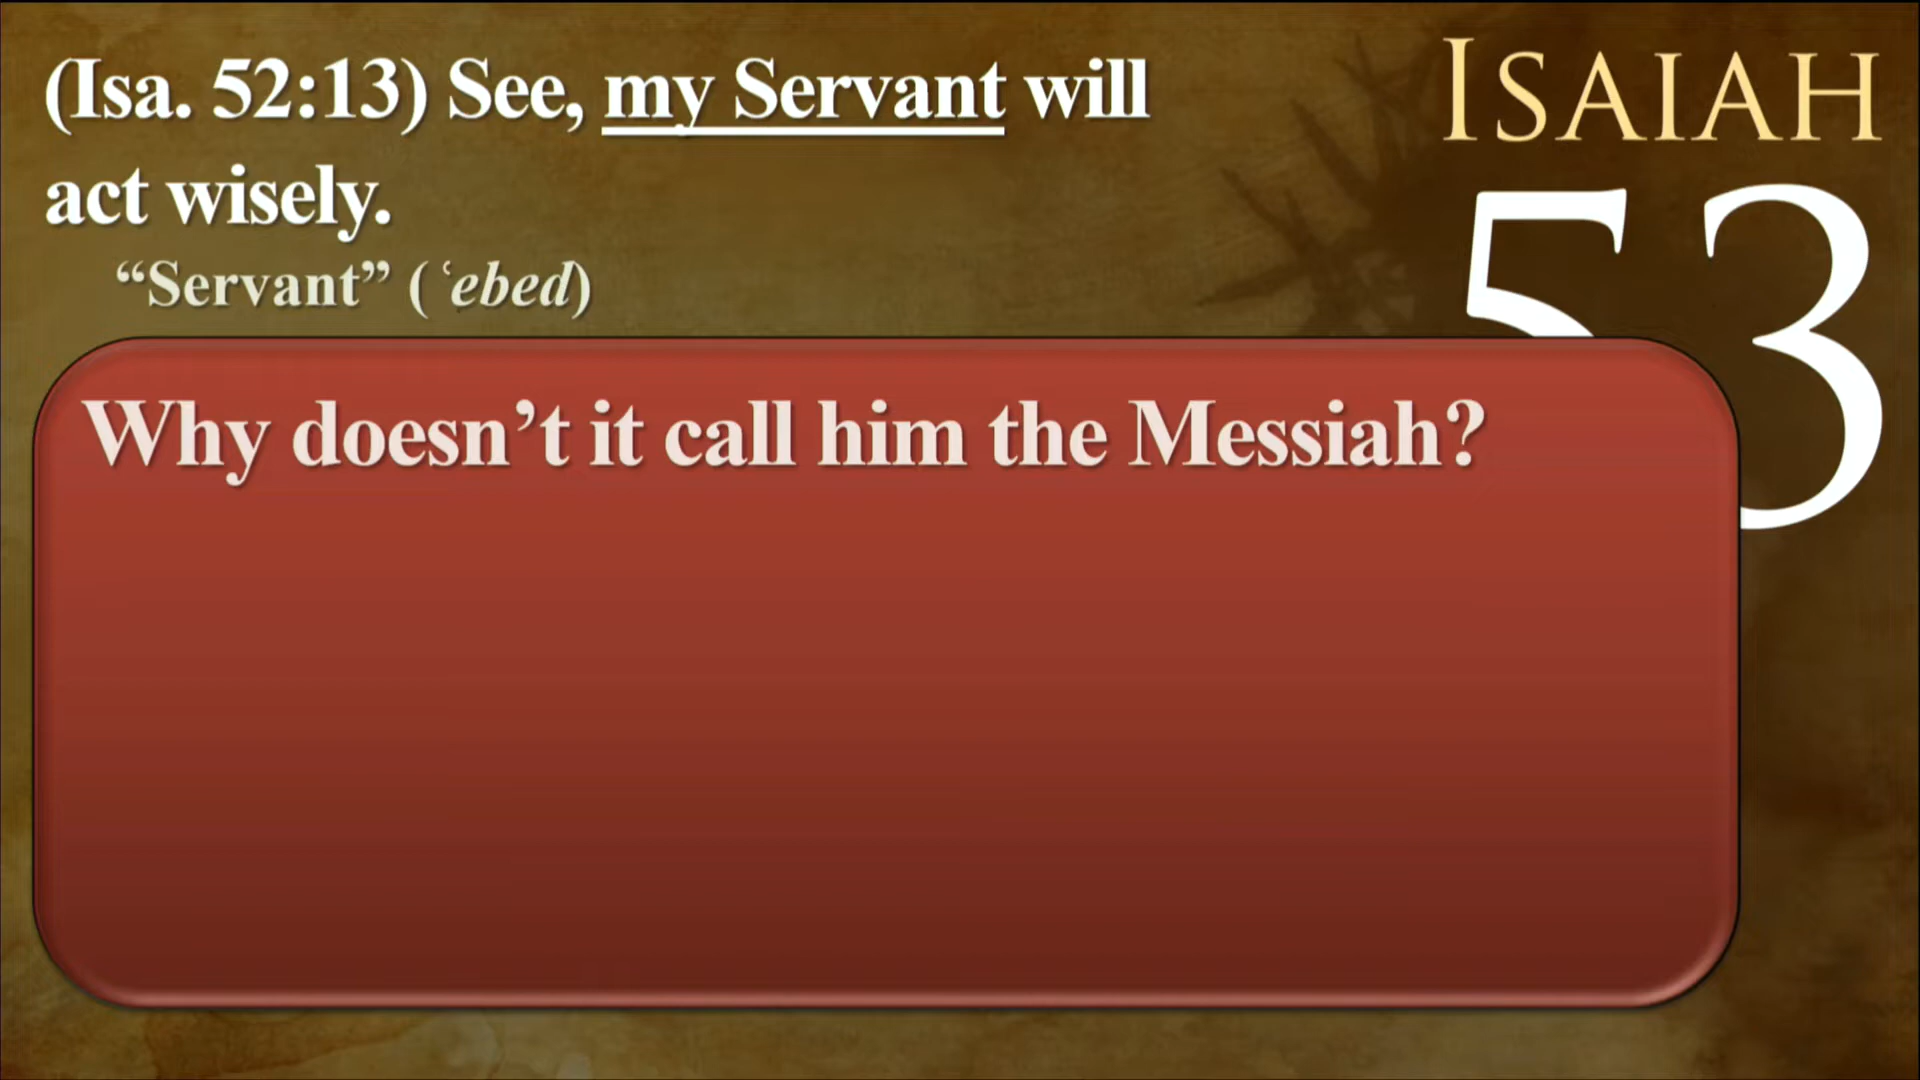 (Isa. 52:13) See, my Servant will
act wisely.
“Servant” ( ʿebed)
Why doesn’t it call him the Messiah?
ISAIAH
53